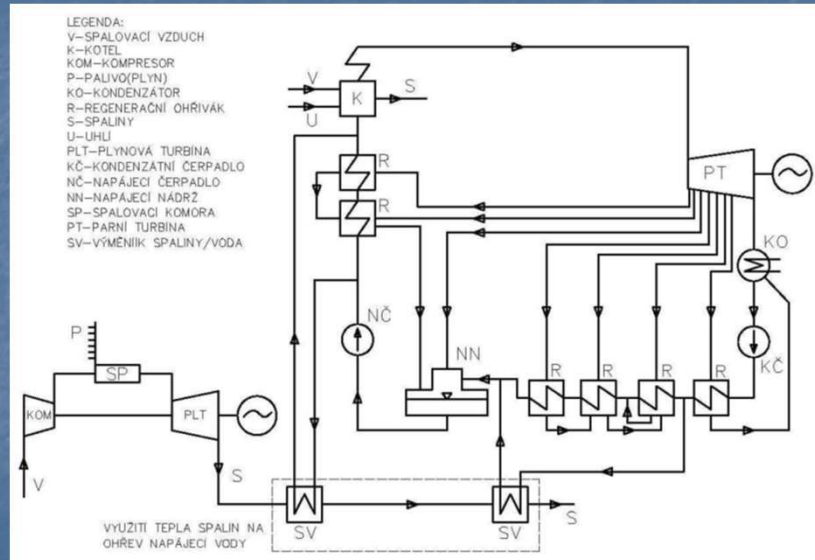 LEGENDA:
V-SPALOVACÍ VZDUCH
K-KOTEL
KOM-KOMPRESOR
P-PALIVO(PLYN)
KO-KONDENZÁTOR
R-REGENERAČNÍ OHŘIVÁK
S-SPALINY
U-UHLÍ
PLT-PLYNOVÁ TURBÍNA
KČ-KONDENZÁTNÍ ČERPADLO
NČ-NAPÁJECÍ ČERPADLO
NN-NAPÁJECÍ NÁDRŽ
SP-SPALOVACÍ KOMORA
PT-PARNÍ TURBÍNA
SV-VÝMĚNÍIK SPALINY/VODA
V
K
S
U
R
R
PT
KO
NČ
KČ
NN
R
R
R
R
P
SP
KOM
PLT
V
S
SV
SV
S
VYUŽITÍ TEPLA SPALIN NA
OHŘEV NAPÁJECÍ VODY